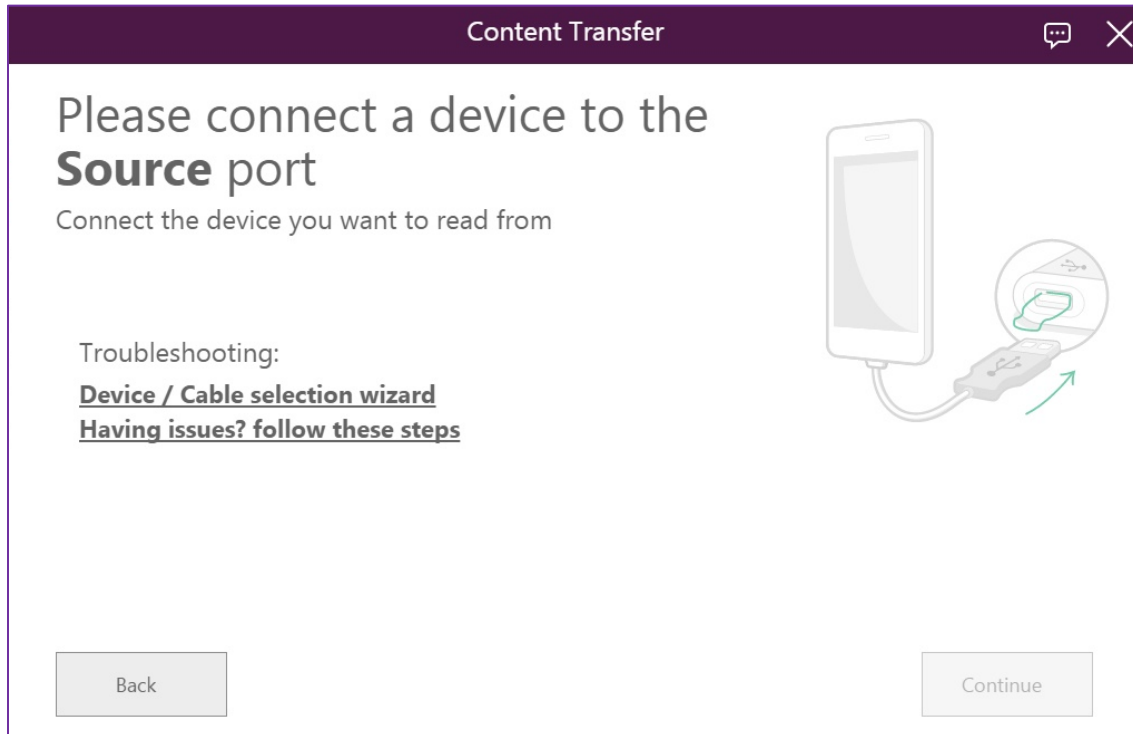 Content Transfer
Please connect a device to the
Source port
Connect the device you want to read from
Troubleshooting:
Device / Cable selection wizard
Having issues? follow these steps
Back
Continue